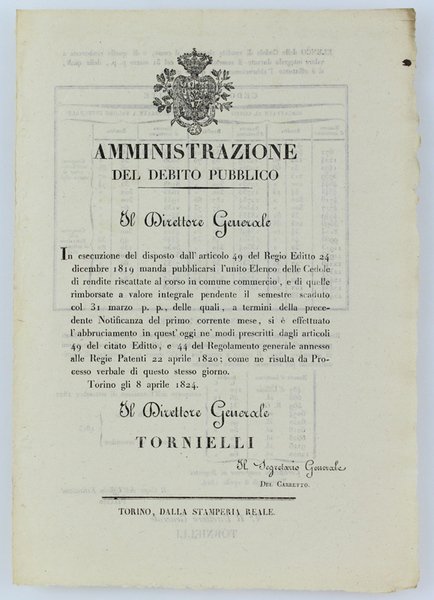 AMMINISTRAZIONE
DEL DEBITO PUBBLICO
Il Direttore Generale
In esecuzione del disposto dall' articolo 49 del Regio Editto 24
dicembre 1819 manda pubblicarsi l'unito Elenco delle Cedole
di rendite riscattate al corso in comune commercio, e di quelle
rimborsate a valore integrale pendente il semestre scaduto
col 31 marzo p. p., delle quali, a termini della prece-
dente Notificanza del primo corrente mese, si è effettuato
l'abbruciamento in quest' oggi ne' modi prescritti dagli articoli
49 del citato Editto, e 44 del Regolamento generale annesso
alle Regie Patenti 22 aprile 1820; come ne risulta da Pro-
cesso verbale di questo stesso giorno.
Torino gli 8 aprile 1824.
Il Direttore Generale
TORNIELLI
Il Segretario Generale
DEL CARRETTO.
TORINO, DALLA STAMPERIA REALE.